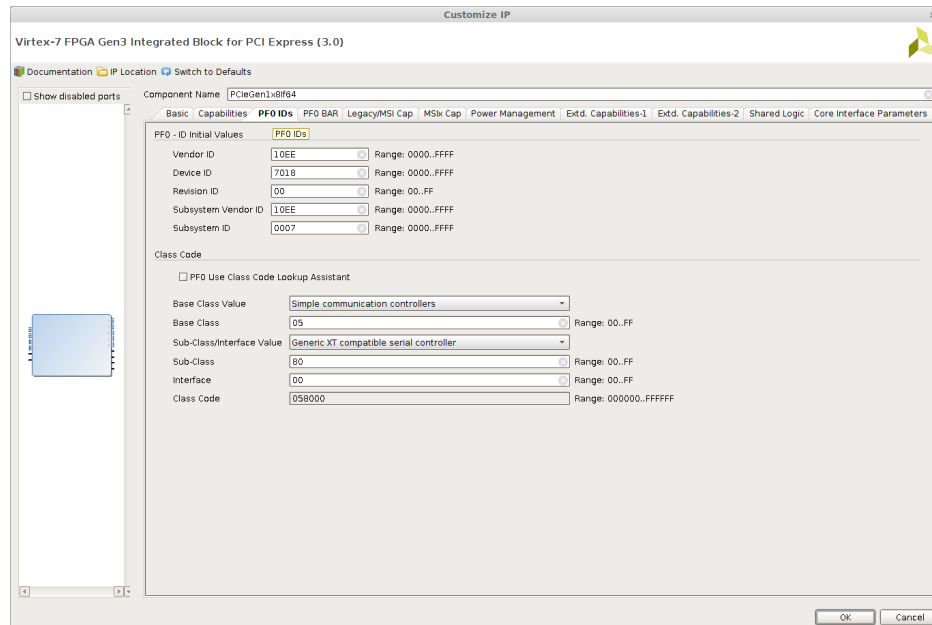 Customize IP
Virtex-7 FPGA Gen3 Integrated Block for PCI Express (3.0)
Documentation IP Location Switch to Defaults
Show disabled ports
Component Name PCIeGen1x8If64
Basic Capabilities PF0 IDs PF0 BAR Legacy/MSI Cap MSIx Cap Power Management Extd. Capabilities-1 Extd. Capabilities-2 Shared Logic Core Interface Parameters
PF0 - ID Initial Values PF0 IDs
Vendor ID 10EE Range: 0000..FFFF
Device ID 7018 Range: 0000..FFFF
Revision ID 00 Range: 00..FF
Subsystem Vendor ID 10EE Range: 0000..FFFF
Subsystem ID 0007 Range: 0000..FFFF
Class Code
PF0 Use Class Code Lookup Assistant
Base Class Value Simple communication controllers
Base Class 05 Range: 00..FF
Sub-Class/Interface Value Generic XT compatible serial controller
Sub-Class 80 Range: 00..FF
Interface 00 Range: 00..FF
Class Code 058000 Range: 000000..FFFFFF
OK Cancel